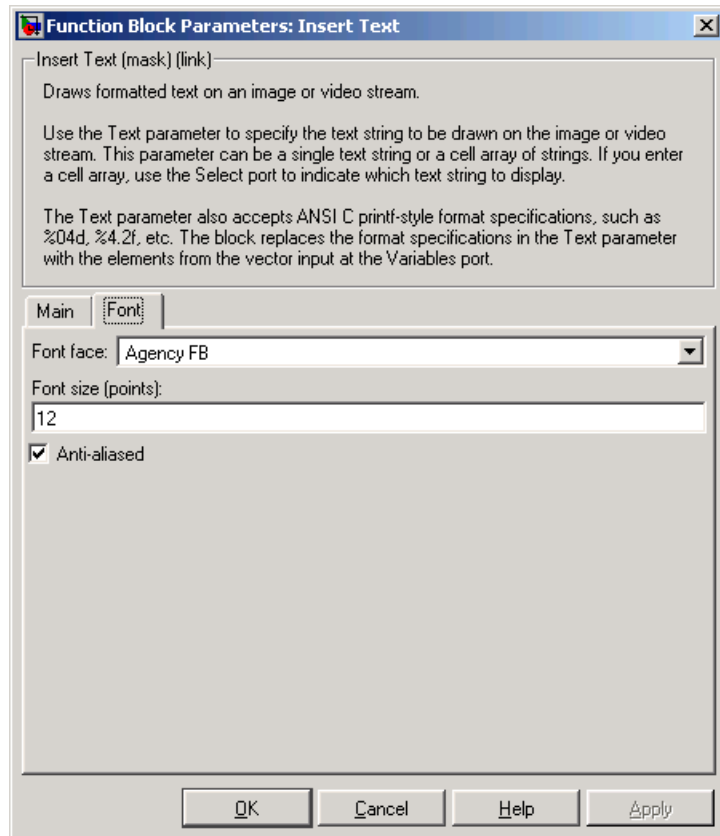 Function Block Parameters: Insert Text
Insert Text (mask) (link)
Draws formatted text on an image or video stream.
Use the Text parameter to specify the text string to be drawn on the image or video
stream. This parameter can be a single text string or a cell array of strings. If you enter
a cell array, use the Select port to indicate which text string to display.
The Text parameter also accepts ANSI C printf-style format specifications, such as
%04d, %4.2f, etc. The block replaces the format specifications in the Text parameter
with the elements from the vector input at the Variables port.
Main Font
Font face: Agency FB
Font size (points):
12
Anti-aliased
OK Cancel Help Apply